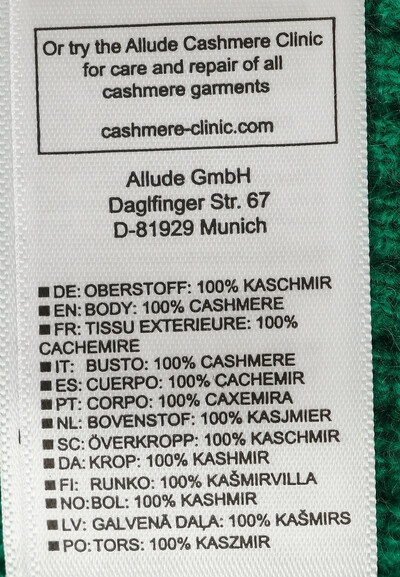 Or try the Allude Cashmere Clinic
for care and repair of all
cashmere garments
cashmere-clinic.com
Allude GmbH
Daglfinger Str. 67
D-81929 Munich
■ DE: OBERSTOFF: 100% KASCHMIR
■ EN: BODY: 100% CASHMERE
■ FR: TISSU EXTERIEURE: 100%
CACHEMIRE
■ IT: BUSTO: 100% CASHMERE
■ ES: CUERPO: 100% CACHEMIR
■ PT: CORPO: 100% CAXEMIRA
■ NL: BOVENSTOF: 100% KASJMIER
■ SC: ÖVERKROPP: 100% KASCHMIR
■ DA: KROP: 100% KASHMIR
■ FI: RUNKO: 100% KAŠMIRVILLA
■ NO: BOL: 100% KASHMIR
■ LV: GALVENĀ DAĻA: 100% KAŠMIRS
■ PO: TORS: 100% KASZMIR